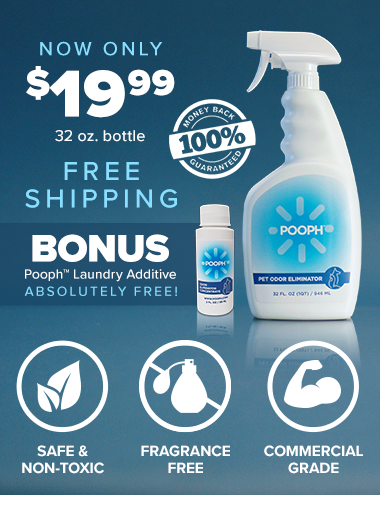 NOW ONLY
$19.99
32 oz. bottle
FREE
SHIPPING
MONEY BACK
100%
GUARANTEED
BONUS
Pooph™ Laundry Additive
ABSOLUTELY FREE!
POOPH
POOPH™
PET ODOR ELIMINATOR
32 FL. OZ (1QT) / 946 ML
SAFE &
NON-TOXIC
FRAGRANCE
FREE
COMMERCIAL
GRADE